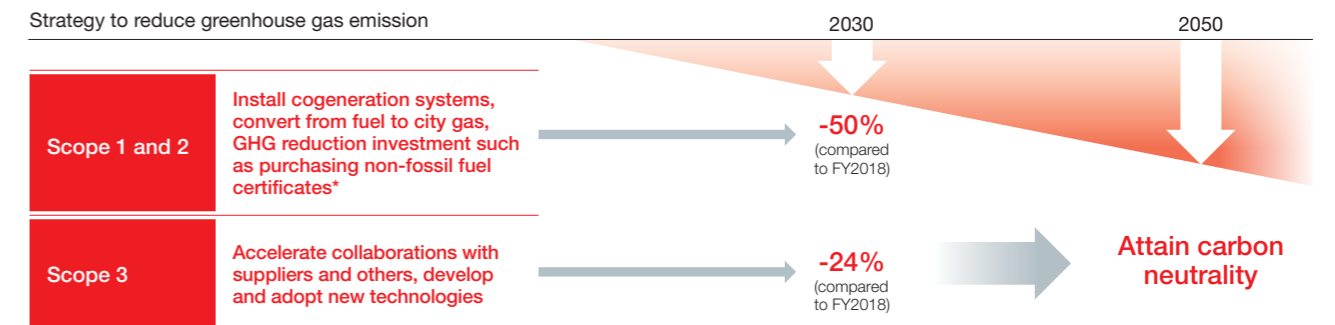 Strategy to reduce greenhouse gas emission
2030
2050
Scope 1 and 2
Install cogeneration systems,
convert from fuel to city gas,
GHG reduction investment such
as purchasing non-fossil fuel
certificates*
-50%
(compared
to FY2018)
Scope 3
Accelerate collaborations with
suppliers and others, develop
and adopt new technologies
-24%
(compared
to FY2018)
Attain carbon
neutrality